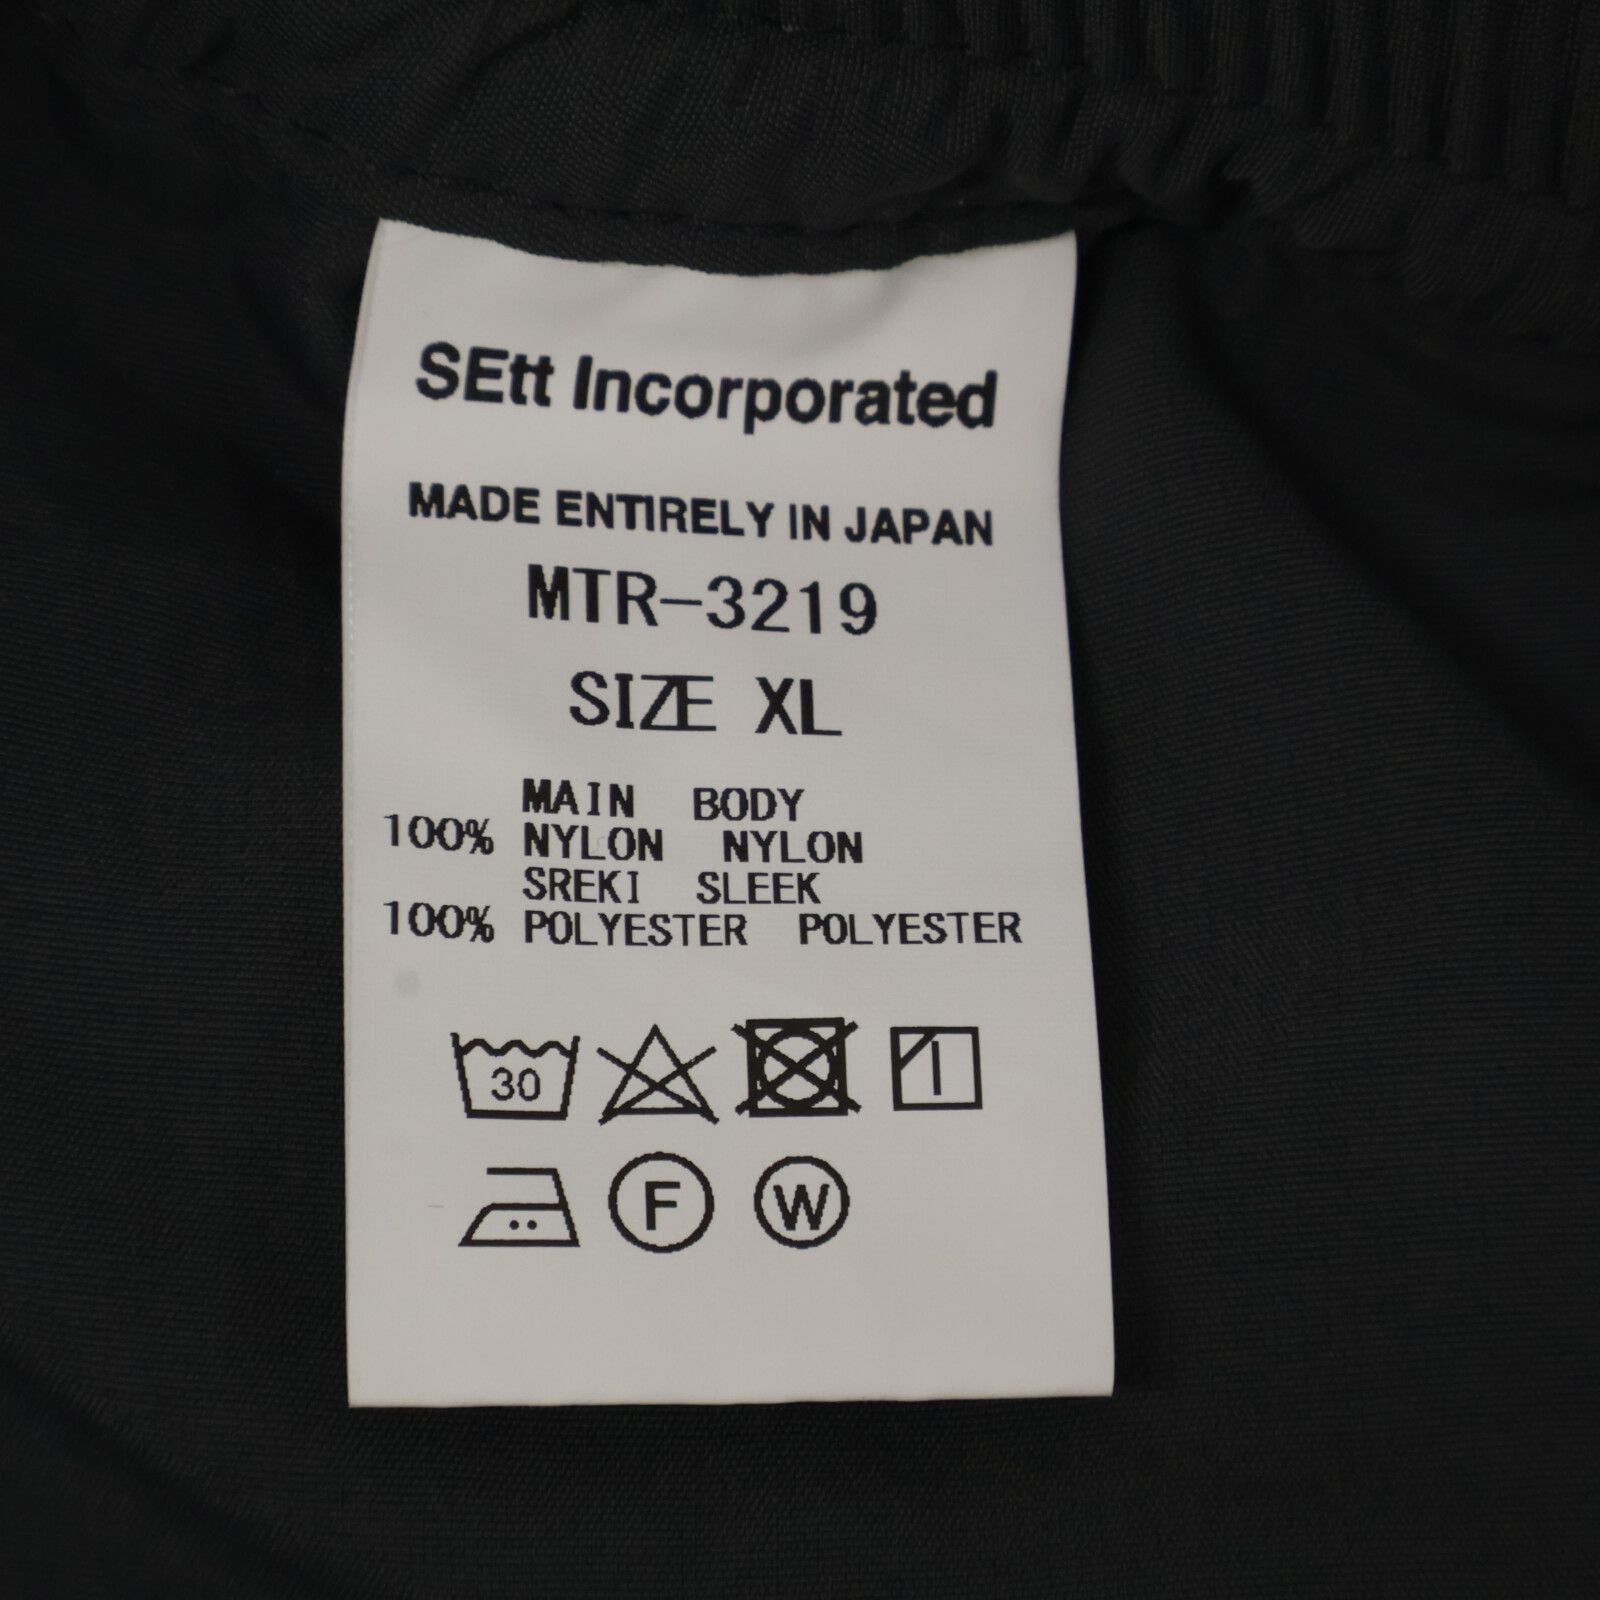 SEtt Incorporated
MADE ENTIRELY IN JAPAN
MTR-3219
SIZE XL
MAIN BODY
100% NYLON NYLON
SREKI SLEEK
100% POLYESTER POLYESTER
30
F W